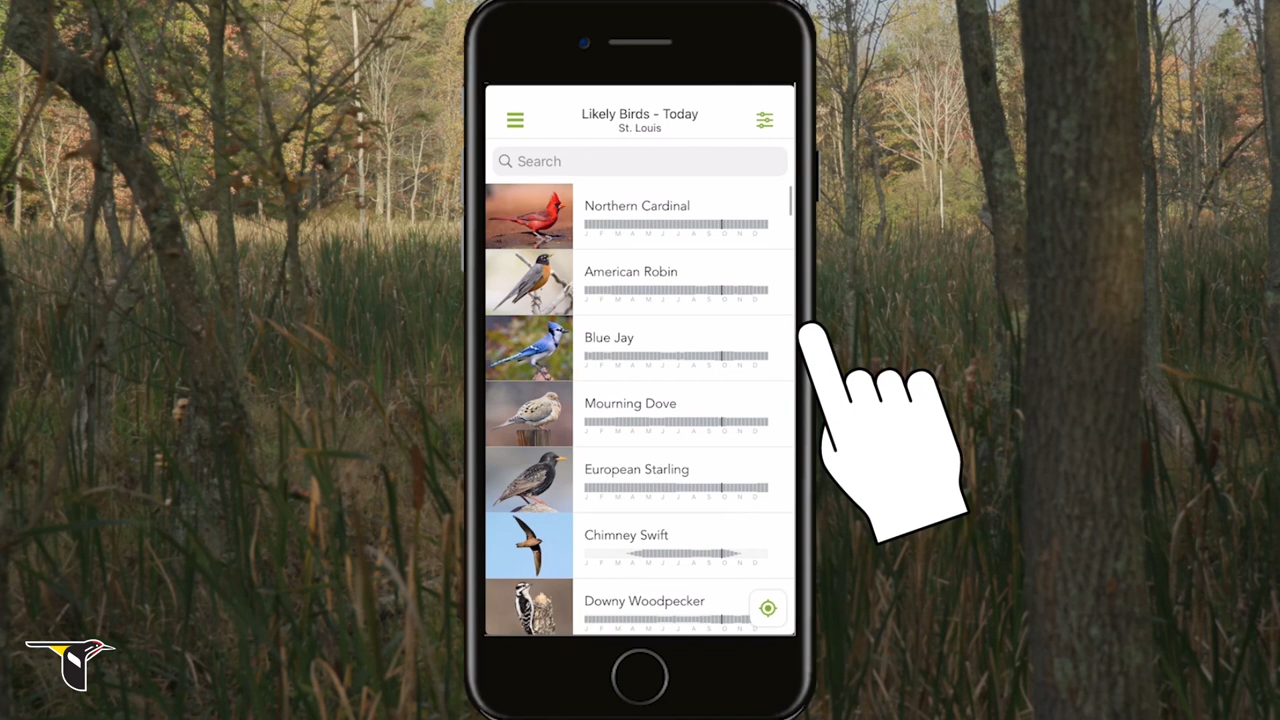 Likely Birds - Today
St. Louis
Search
Northern Cardinal
J F M A M J J A S O N D
American Robin
J F M A M J J A S O N D
Blue Jay
J F M A M J J A S O N D
Mourning Dove
J F M A M J J A S O N D
European Starling
J F M A M J J A S O N D
Chimney Swift
J F M A M J J A S O N D
Downy Woodpecker
J F M A M J J A S O N D